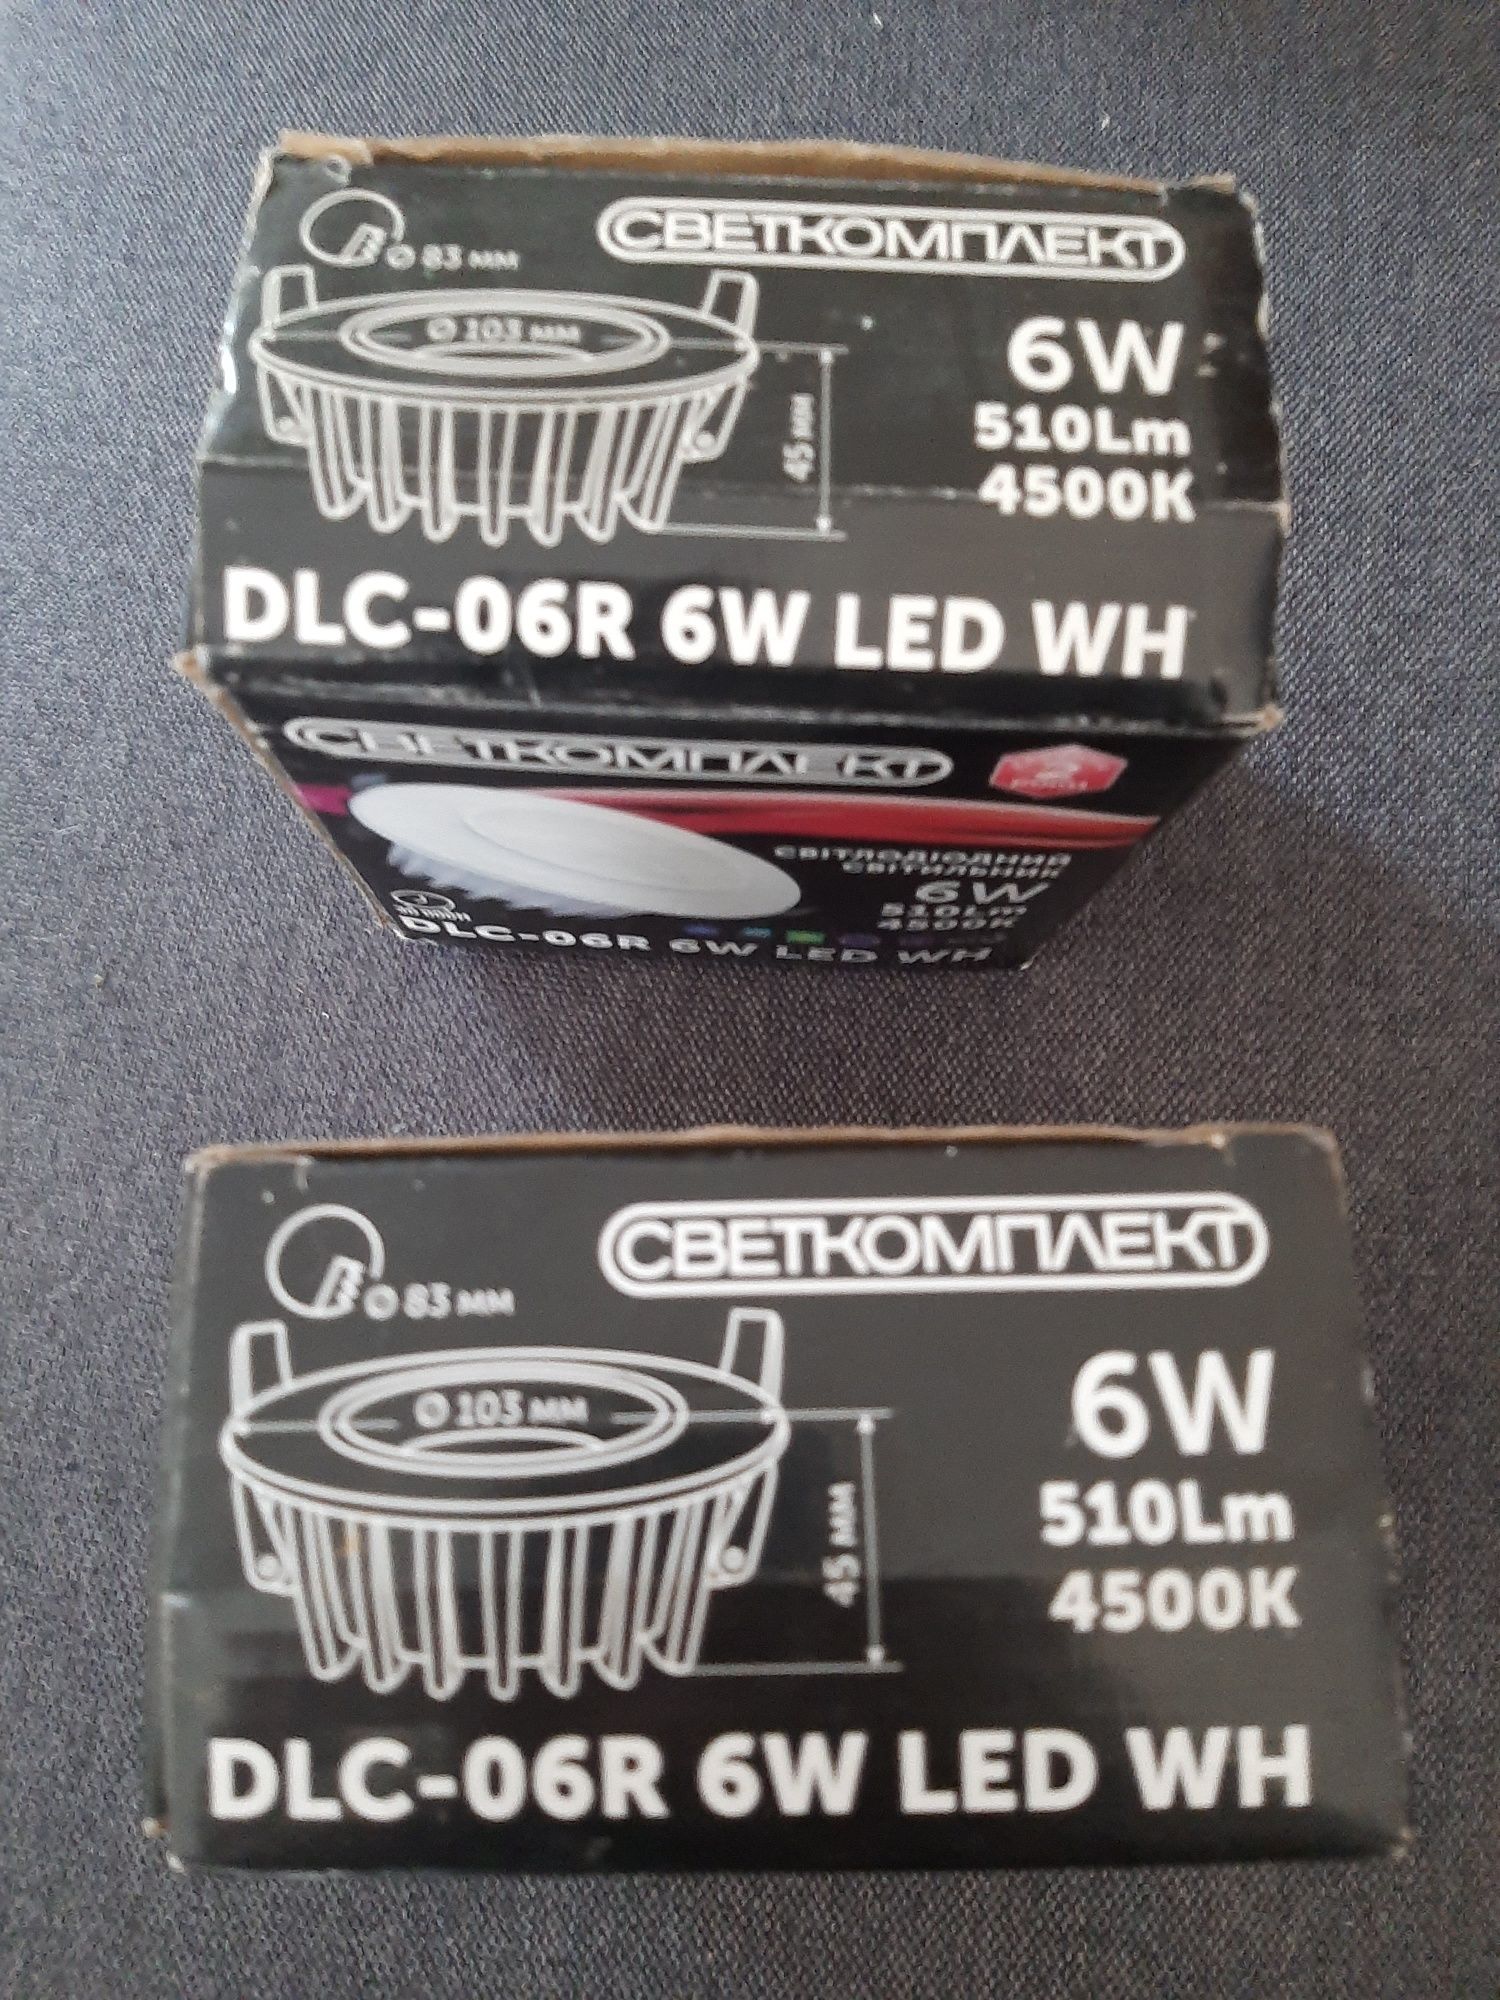 СВЕТКОМПЛЕКТ
Ø 83 мм
Ø 103 мм
45 мм
6W
510Lm
4500K
DLC-06R 6W LED WH
СВЕТКОМПЛЕКТ
2
СВІТЛОДІОДНИЙ
СВІТИЛЬНИК
6W
510Lm
4500K
DLC-06R 6W LED WH
СВЕТКОМПЛЕКТ
Ø 83 мм
Ø 103 мм
45 мм
6W
510Lm
4500K
DLC-06R 6W LED WH